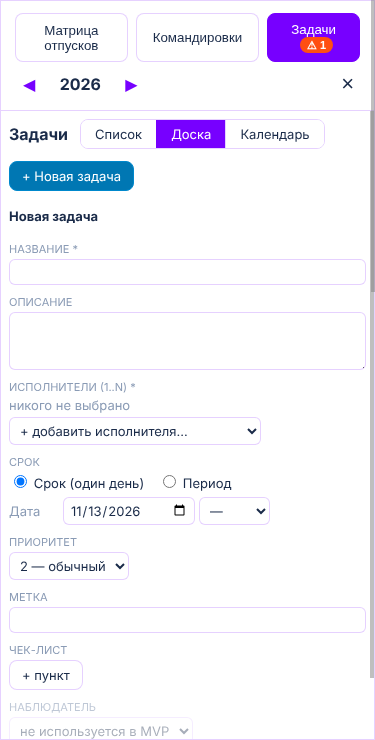 Матрица
отпусков
Командировки
Задачи
⚠ 1
◀ 2026 ▶ ×
Задачи Список Доска Календарь
+ Новая задача
Новая задача
НАЗВАНИЕ *
ОПИСАНИЕ
ИСПОЛНИТЕЛИ (1..N) *
никого не выбрано
+ добавить исполнителя...
СРОК
Срок (один день) Период
Дата 11/13/2026 —
ПРИОРИТЕТ
2 — обычный
МЕТКА
ЧЕК-ЛИСТ
+ пункт
НАБЛЮДАТЕЛЬ
не используется в MVP